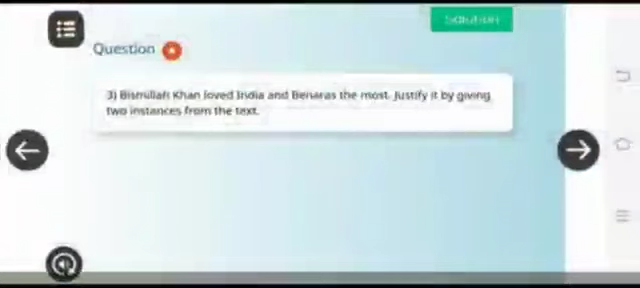 Solution
Question
3) Bismillah Khan loved India and Benaras the most. Justify it by giving
two instances from the text.